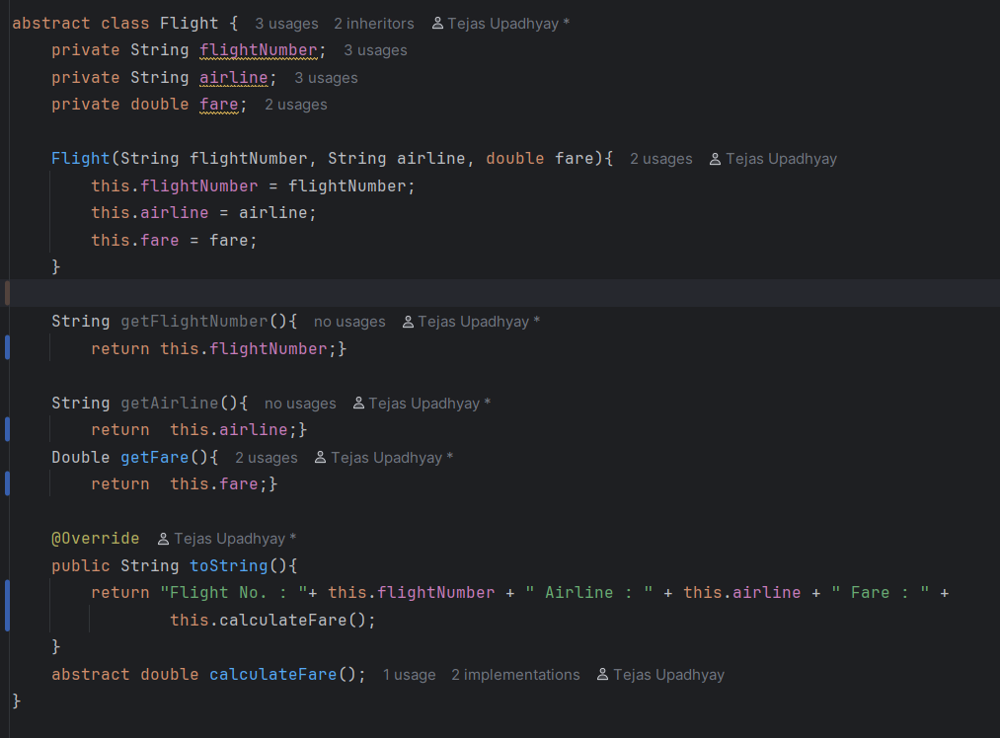 abstract class Flight { 3 usages 2 inheritors Tejas Upadhyay *
    private String flightNumber; 3 usages
    private String airline; 3 usages
    private double fare; 2 usages

    Flight(String flightNumber, String airline, double fare){ 2 usages Tejas Upadhyay
        this.flightNumber = flightNumber;
        this.airline = airline;
        this.fare = fare;
    }

    String getFlightNumber(){ no usages Tejas Upadhyay *
        return this.flightNumber;}

    String getAirline(){ no usages Tejas Upadhyay *
        return  this.airline;}
    Double getFare(){ 2 usages Tejas Upadhyay *
        return  this.fare;}

    @Override Tejas Upadhyay *
    public String toString(){
        return "Flight No. : "+ this.flightNumber + " Airline : " + this.airline + " Fare : " +
                this.calculateFare();
    }
    abstract double calculateFare(); 1 usage 2 implementations Tejas Upadhyay
}